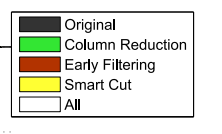 Original
Column Reduction
Early Filtering
Smart Cut
All